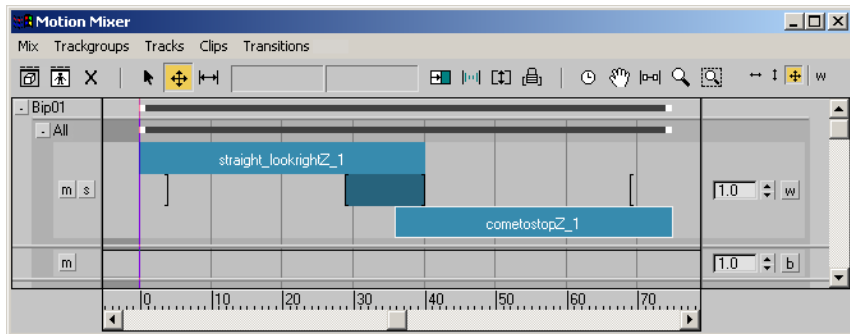 Motion Mixer
Mix Trackgroups Tracks Clips Transitions
w
- Bip01
- All
straight_lookrightZ_1
m s
1.0 w
cometostopZ_1
m
1.0 b
0 10 20 30 40 50 60 70